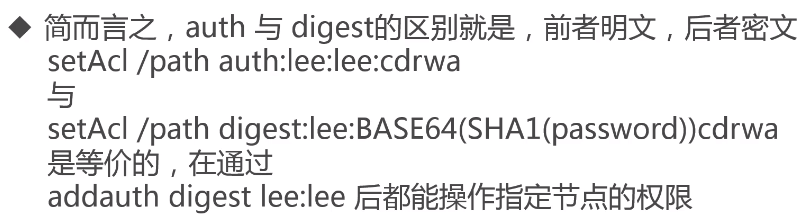 ◆ 简而言之，auth 与 digest的区别就是，前者明文，后者密文
setAcl /path auth:lee:lee:cdrwa
与
setAcl /path digest:lee:BASE64(SHA1(password))cdrwa
是等价的，在通过
addauth digest lee:lee 后都能操作指定节点的权限